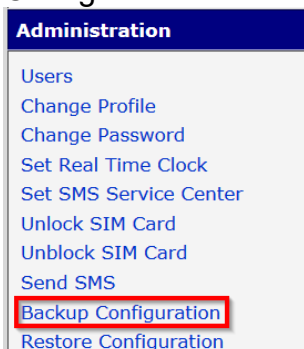 Administration
Users
Change Profile
Change Password
Set Real Time Clock
Set SMS Service Center
Unlock SIM Card
Unblock SIM Card
Send SMS
Backup Configuration
Restore Configuration